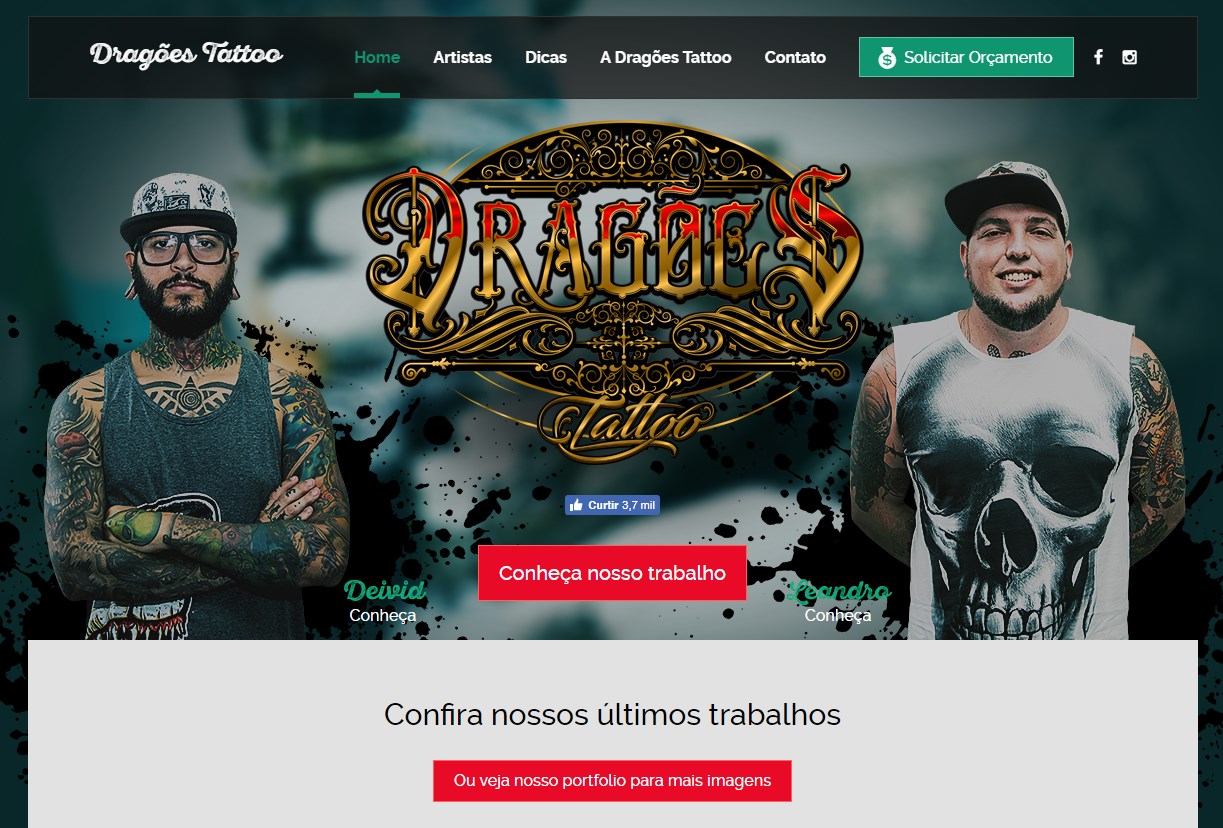 Dragões Tattoo
Home
Artistas
Dicas
A Dragões Tattoo
Contato
Solicitar Orçamento
DRAGÕES
Tattoo
Curtir 3,7 mil
Conheça nosso trabalho
Deivid
Conheça
Leandro
Conheça
Confira nossos últimos trabalhos
Ou veja nosso portfolio para mais imagens